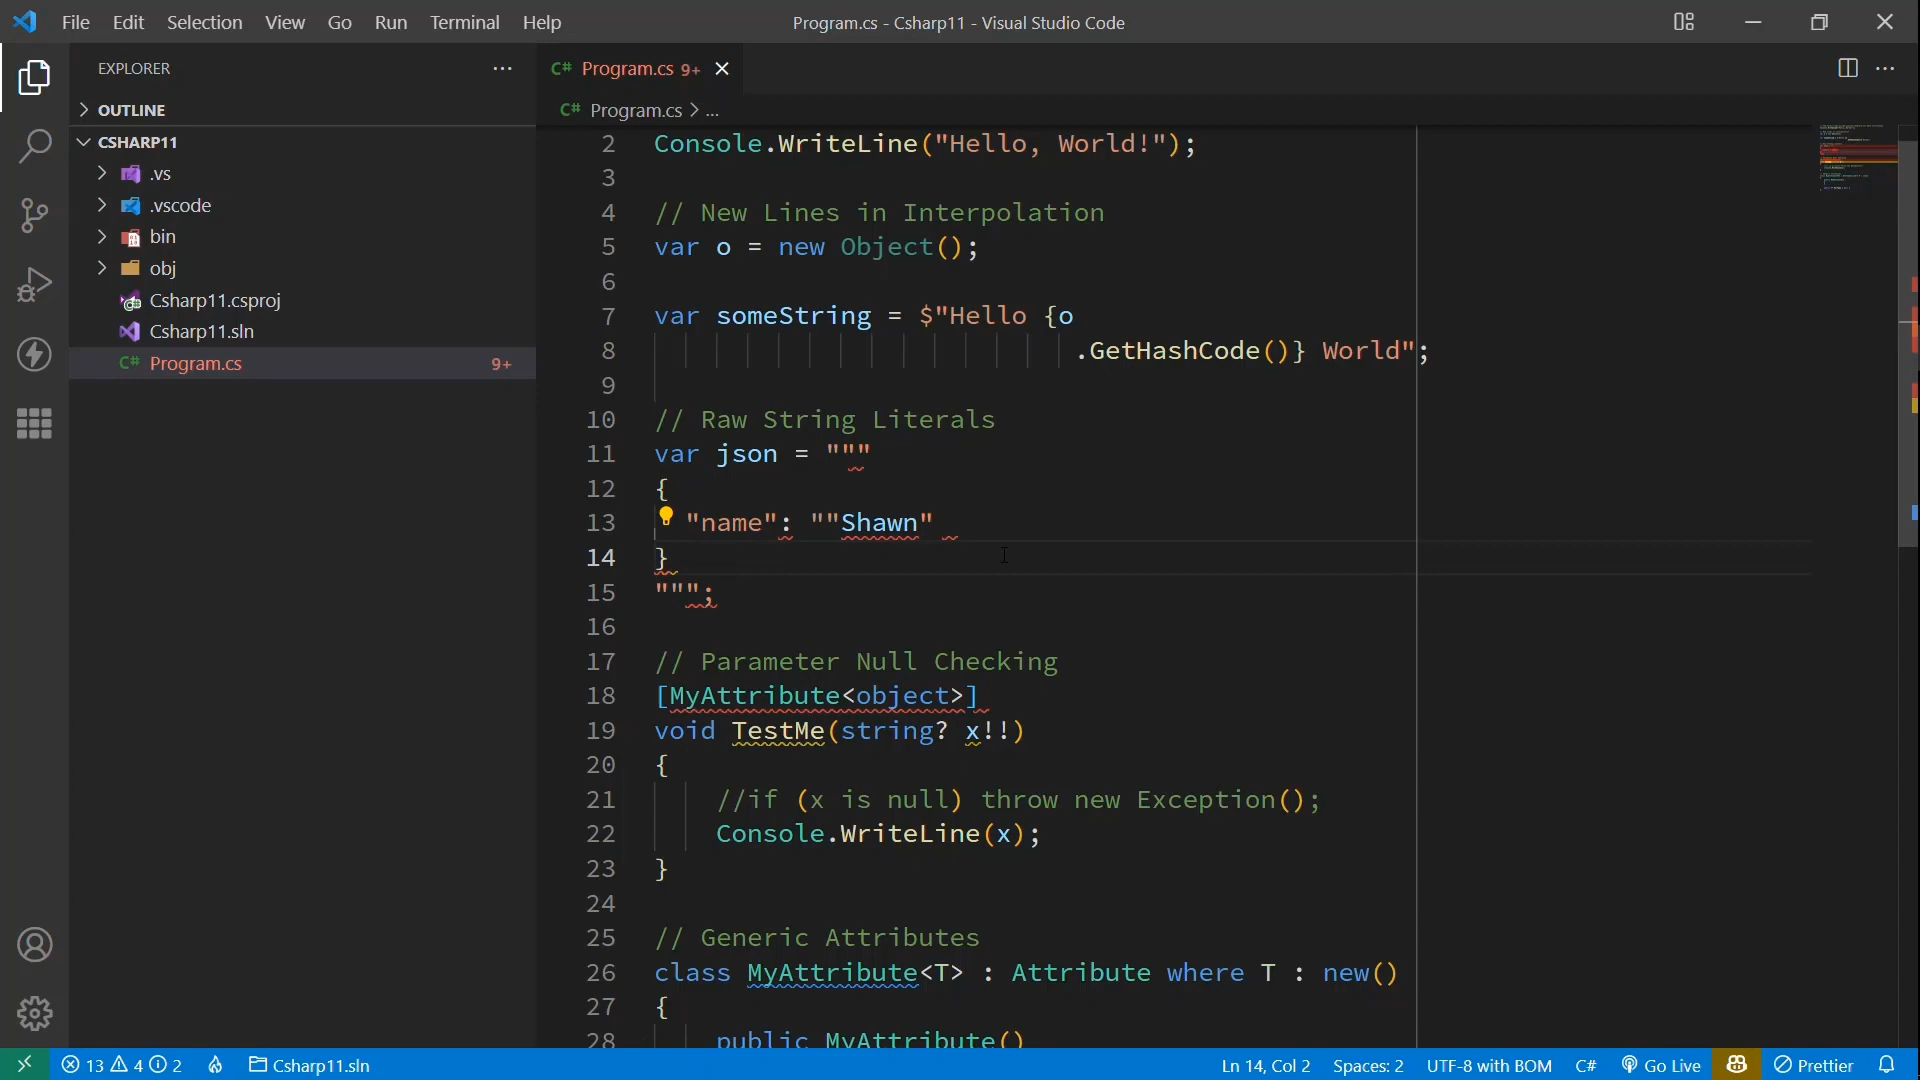 File Edit Selection View Go Run Terminal Help
Program.cs - Csharp11 - Visual Studio Code
EXPLORER
OUTLINE
CSHARP11
.vs
.vscode
bin
obj
Csharp11.csproj
Csharp11.sln
C# Program.cs 9+
C# Program.cs 9+
C# Program.cs > ...
2 Console.WriteLine("Hello, World!");
3
4 // New Lines in Interpolation
5 var o = new Object();
6
7 var someString = $"Hello {o
8 .GetHashCode()} World";
9
10 // Raw String Literals
11 var json = """
12 {
13 "name": ""Shawn"
14 }
15 """;
16
17 // Parameter Null Checking
18 [MyAttribute<object>]
19 void TestMe(string? x!!)
20 {
21 //if (x is null) throw new Exception();
22 Console.WriteLine(x);
23 }
24
25 // Generic Attributes
26 class MyAttribute<T> : Attribute where T : new()
27 {
28 public MyAttribute()
13 4 2 Csharp11.sln
Ln 14, Col 2 Spaces: 2 UTF-8 with BOM C# Go Live Prettier